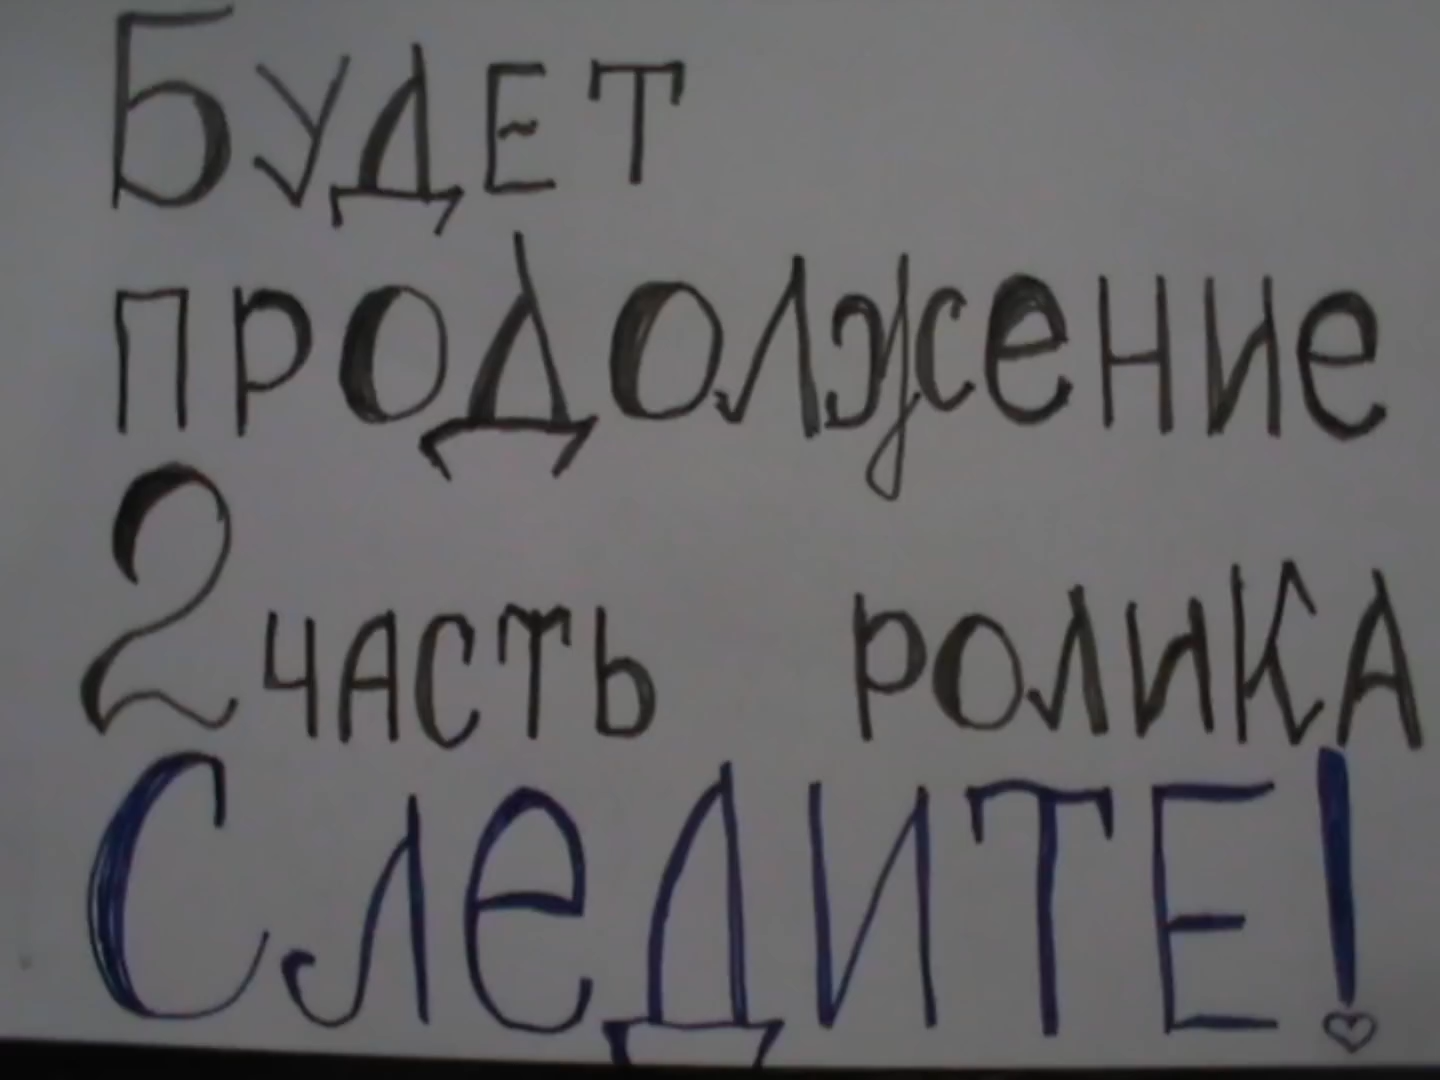 Будет
продолжение
2 часть ролика
Следите!